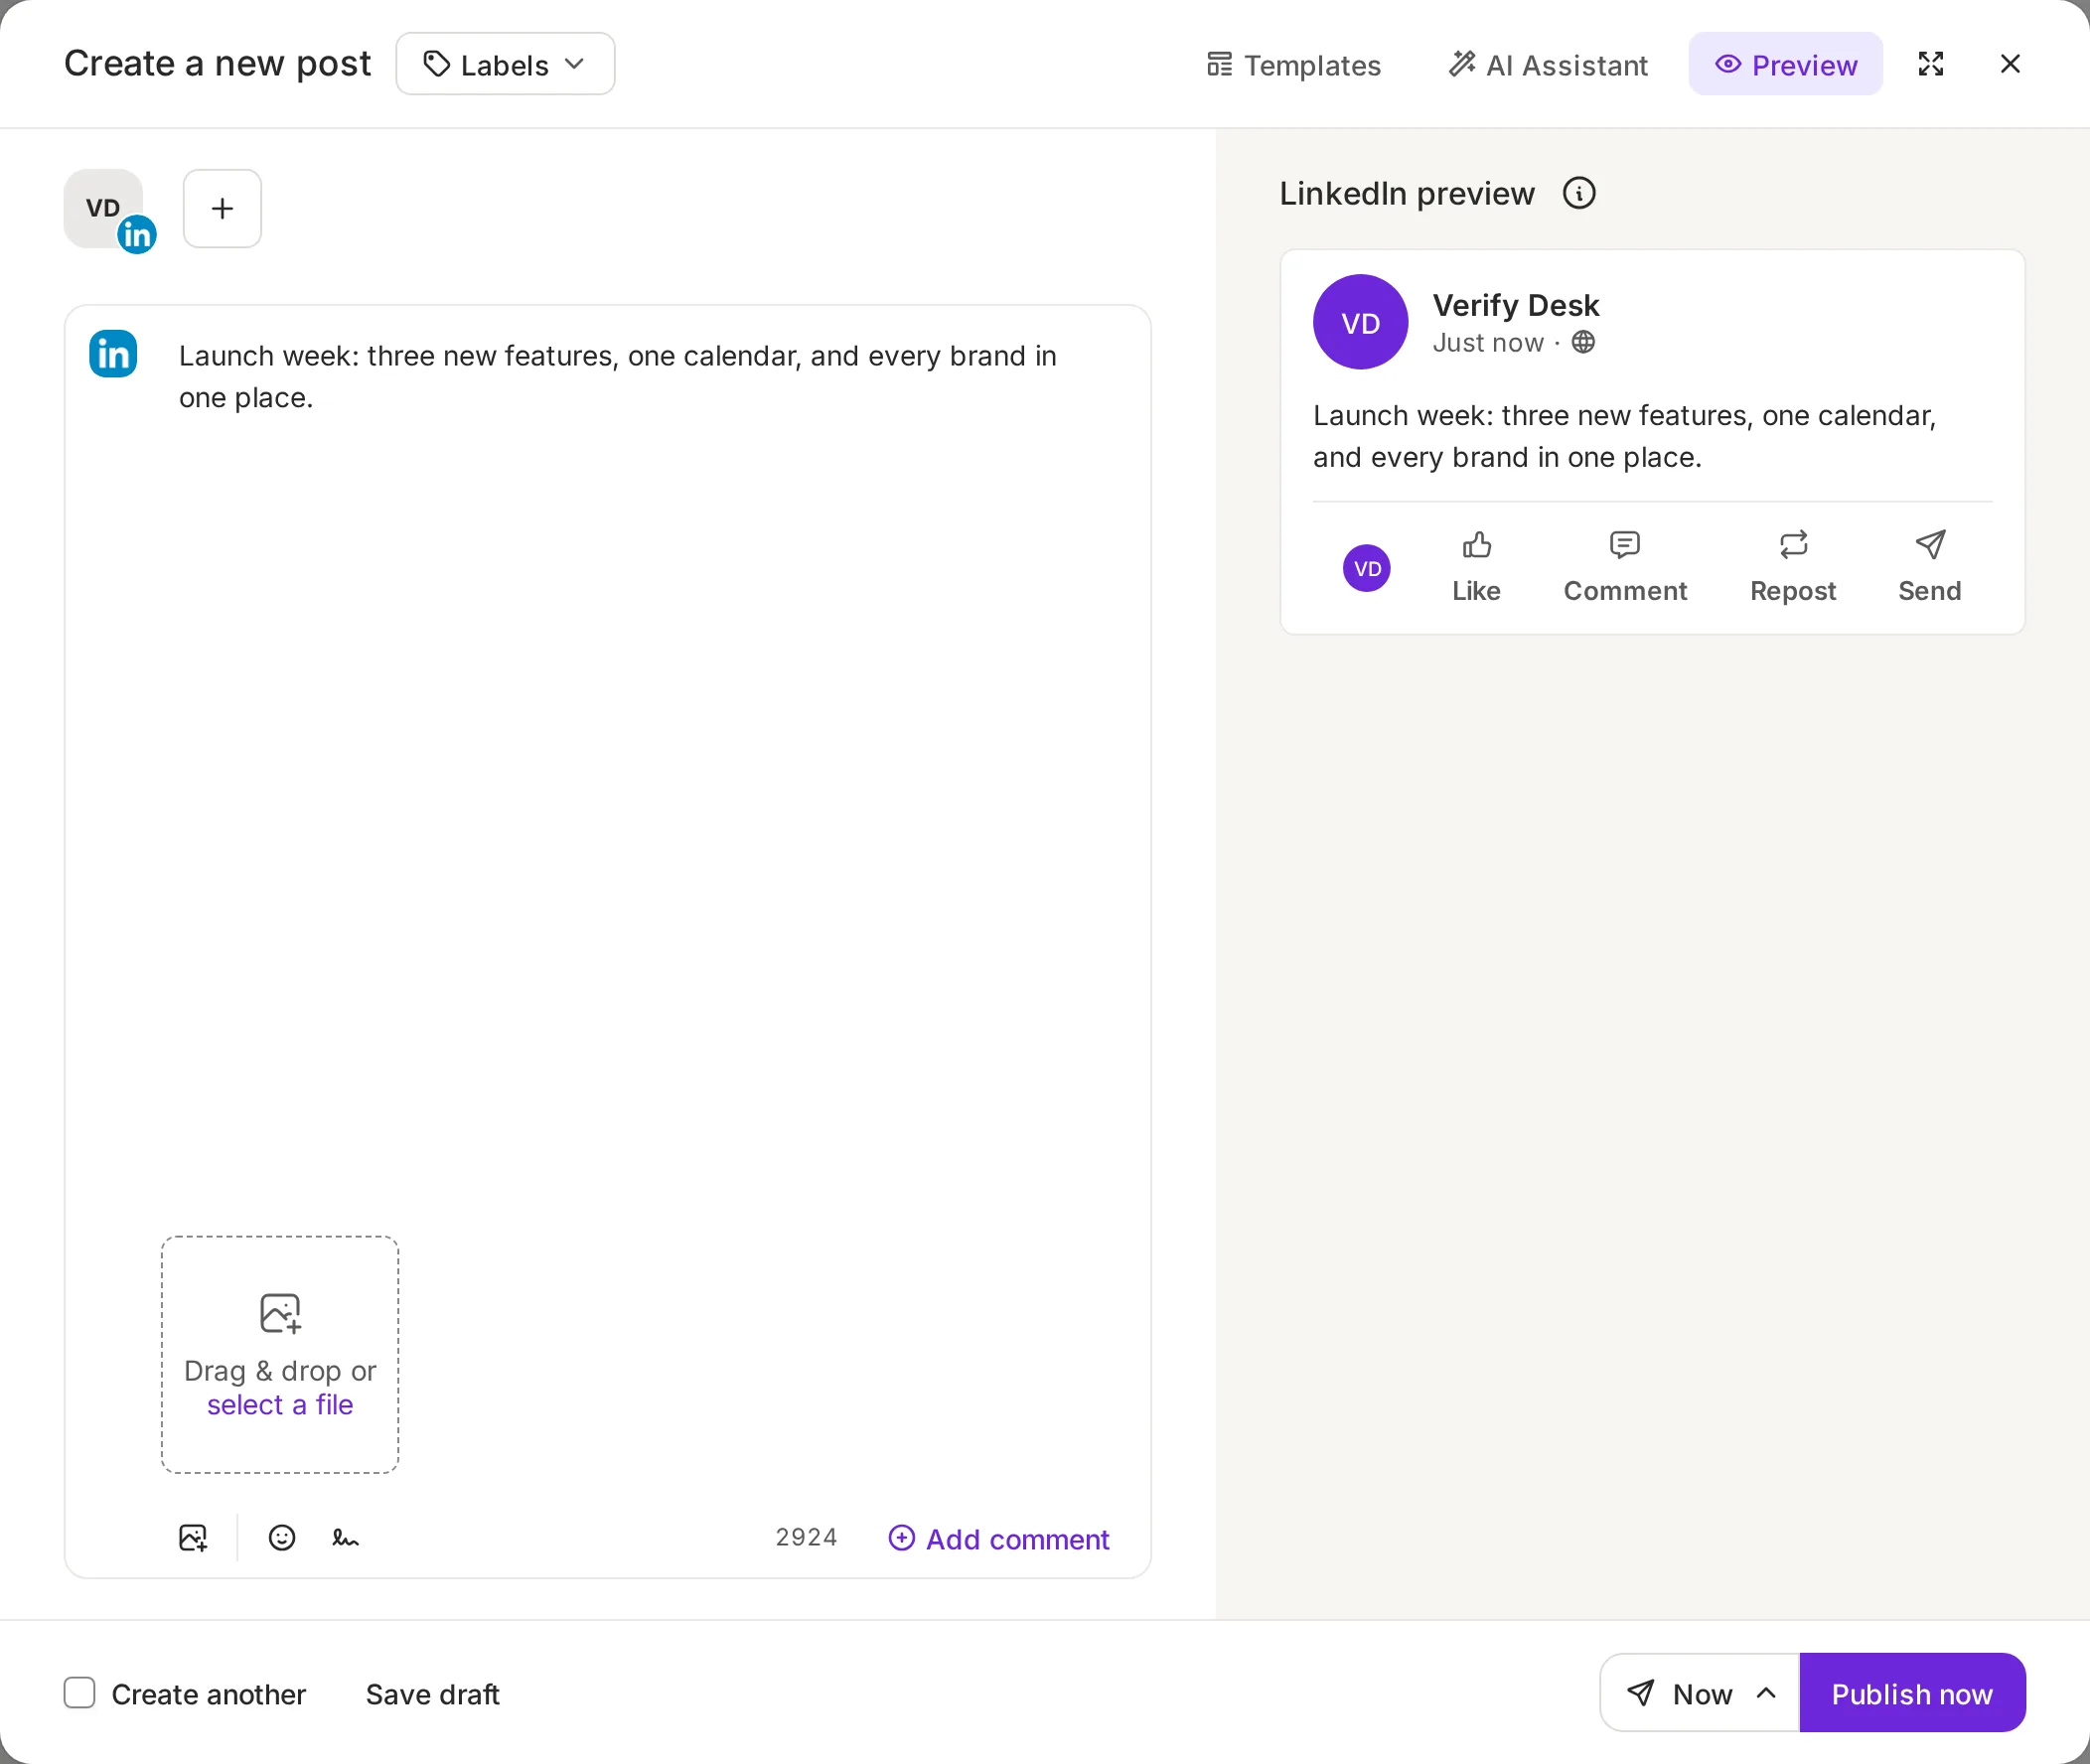 Create a new post
Labels
Templates
AI Assistant
Preview
VD
in
in
Launch week: three new features, one calendar, and every brand in
one place.
Drag & drop or
select a file
2924
Add comment
LinkedIn preview
VD
Verify Desk
Just now ·
Launch week: three new features, one calendar,
and every brand in one place.
VD
Like
Comment
Repost
Send
Create another
Save draft
Now
Publish now